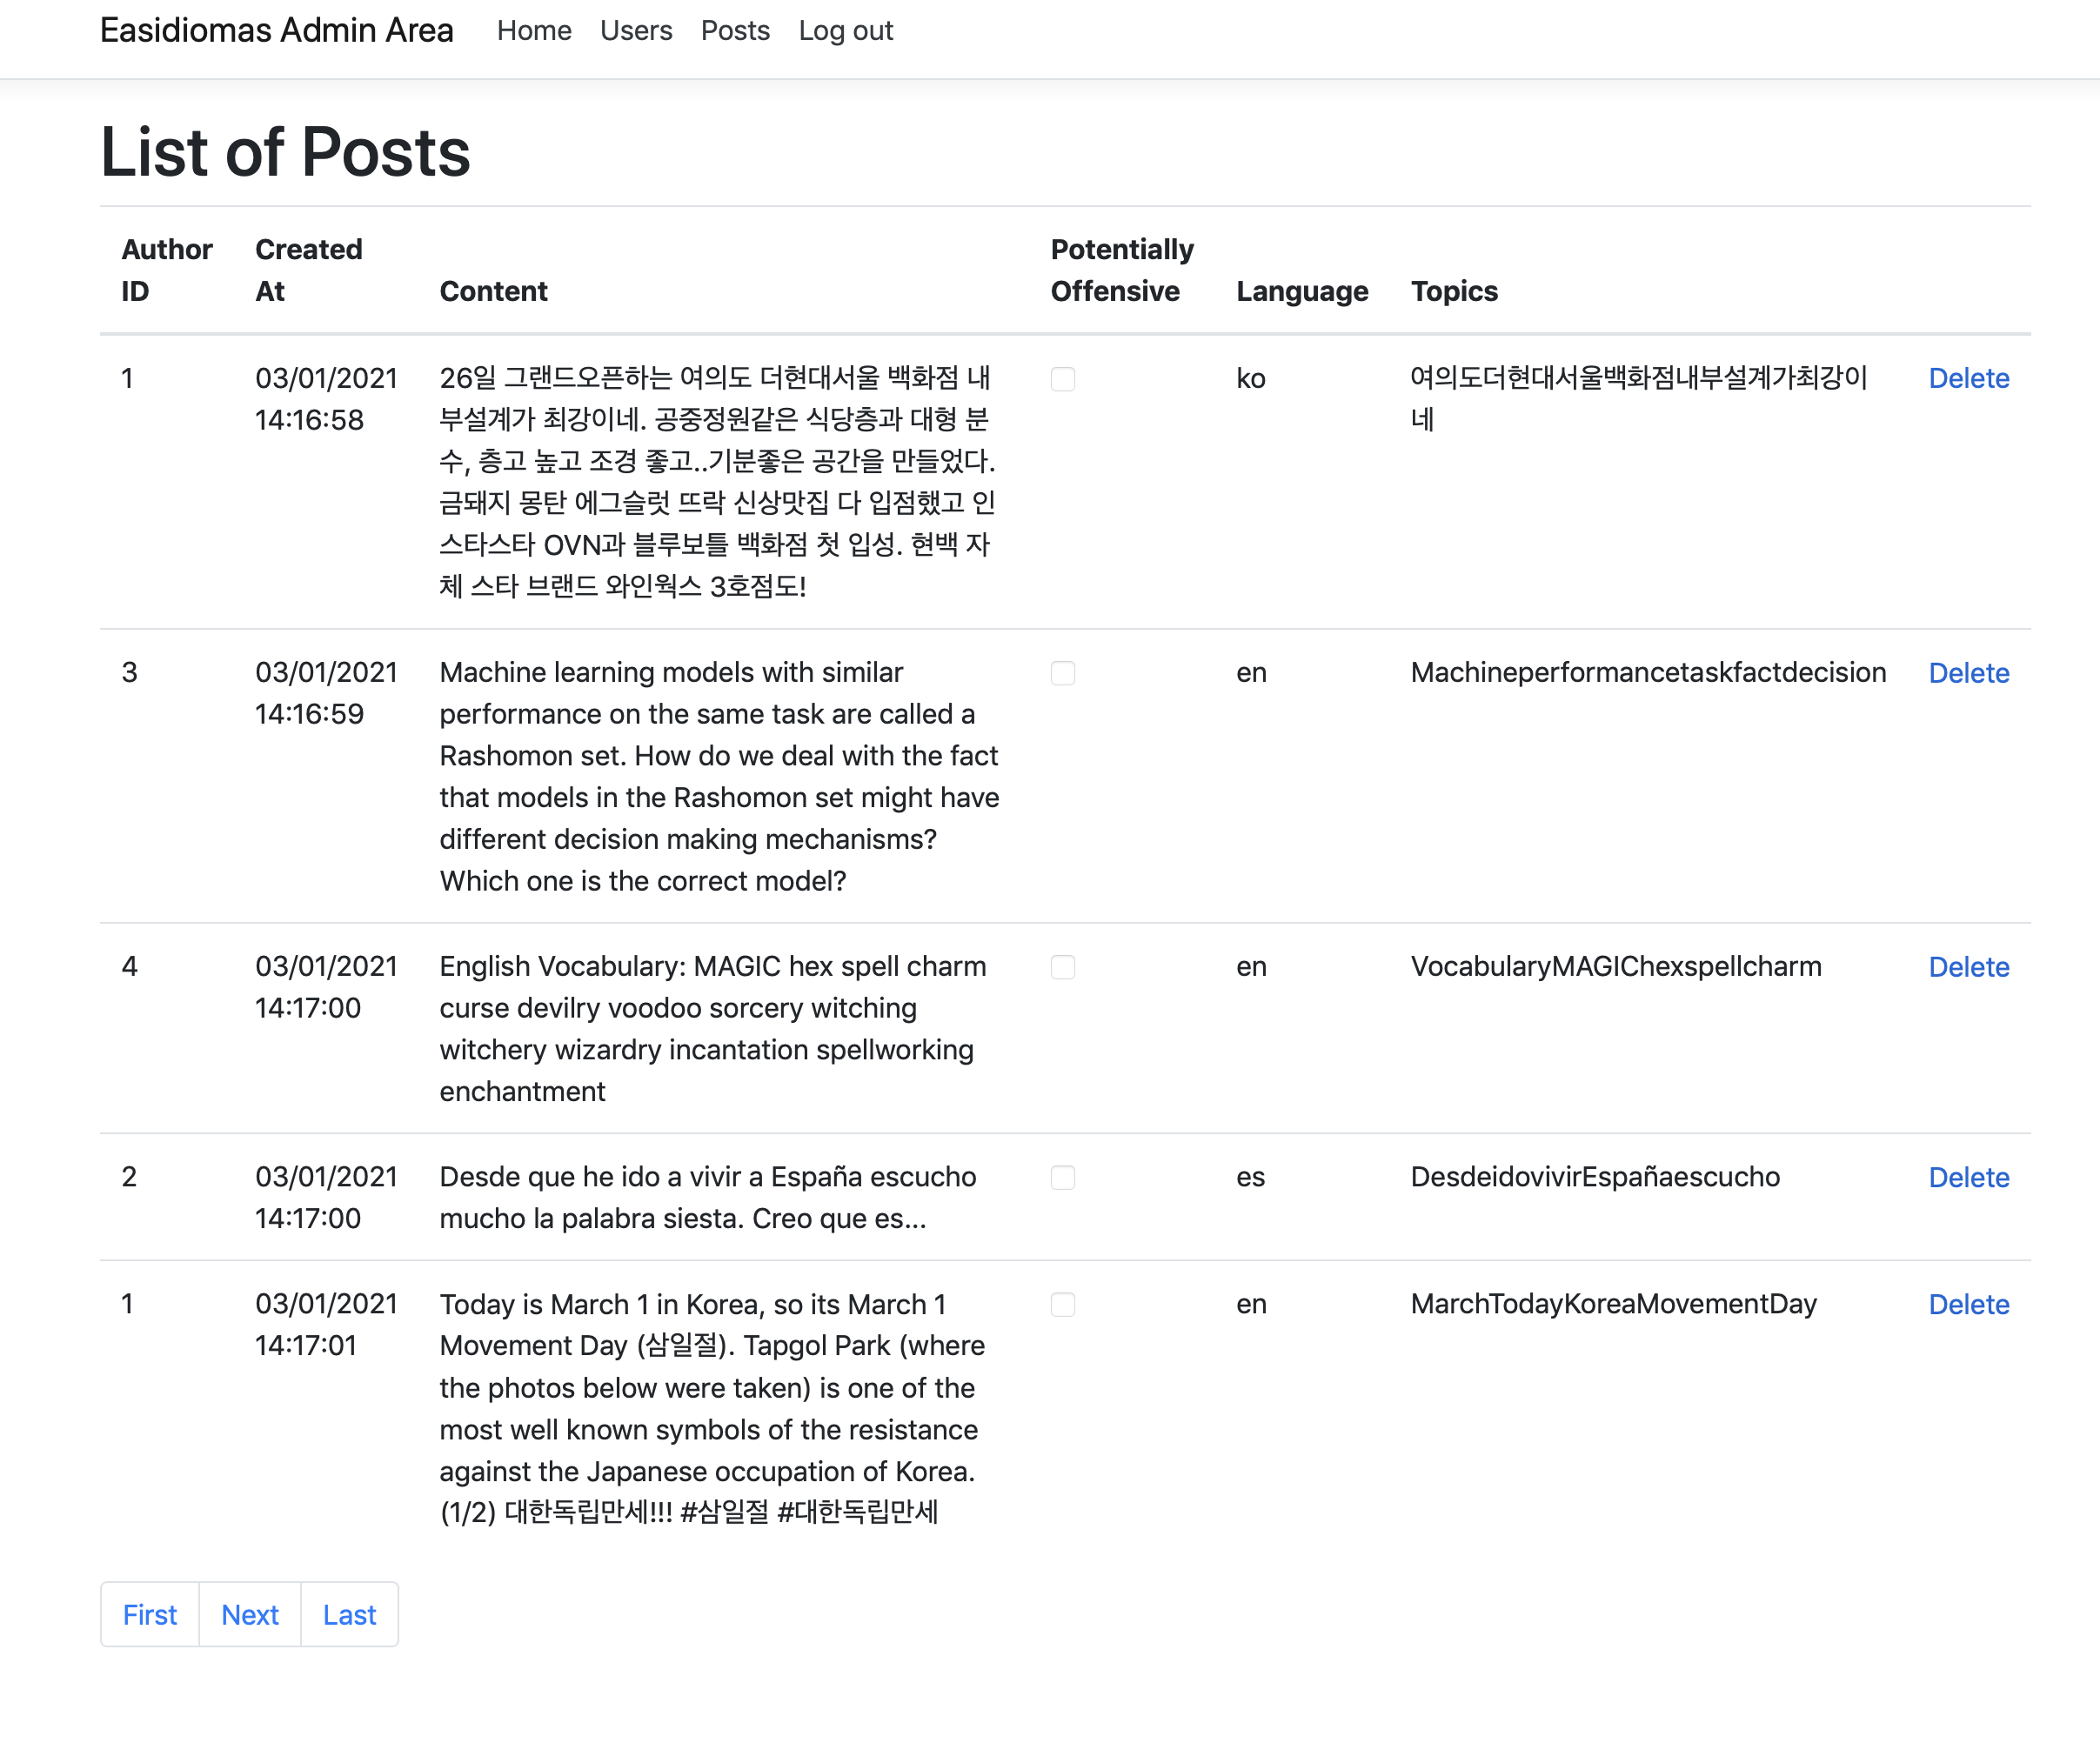 Easidiomas Admin Area Home Users Posts Log out
List of Posts
Author ID Created At Content Potentially Offensive Language Topics
1 03/01/2021 14:16:58
26일 그랜드오픈하는 여의도 더현대서울 백화점 내
부설계가 최강이네. 공중정원같은 식당층과 대형 분
수, 층고 높고 조경 좋고..기분좋은 공간을 만들었다.
금돼지 몽탄 에그슬럿 뜨락 신상맛집 다 입점했고 인
스타스타 OVN과 블루보틀 백화점 첫 입성. 현백 자
체 스타 브랜드 와인웍스 3호점도!
ko
여의도더현대서울백화점내부설계가최강이
네
Delete
3 03/01/2021 14:16:59
Machine learning models with similar
performance on the same task are called a
Rashomon set. How do we deal with the fact
that models in the Rashomon set might have
different decision making mechanisms?
Which one is the correct model?
en
Machineperformancetaskfactdecision
Delete
4 03/01/2021 14:17:00
English Vocabulary: MAGIC hex spell charm
curse devilry voodoo sorcery witching
witchery wizardry incantation spellworking
enchantment
en
VocabularyMAGIChexspellcharm
Delete
2 03/01/2021 14:17:00
Desde que he ido a vivir a España escucho
mucho la palabra siesta. Creo que es...
es
DesdeidovivirEspañaescucho
Delete
1 03/01/2021 14:17:01
Today is March 1 in Korea, so its March 1
Movement Day (삼일절). Tapgol Park (where
the photos below were taken) is one of the
most well known symbols of the resistance
against the Japanese occupation of Korea.
(1/2) 대한독립만세!!! #삼일절 #대한독립만세
en
MarchTodayKoreaMovementDay
Delete
First Next Last